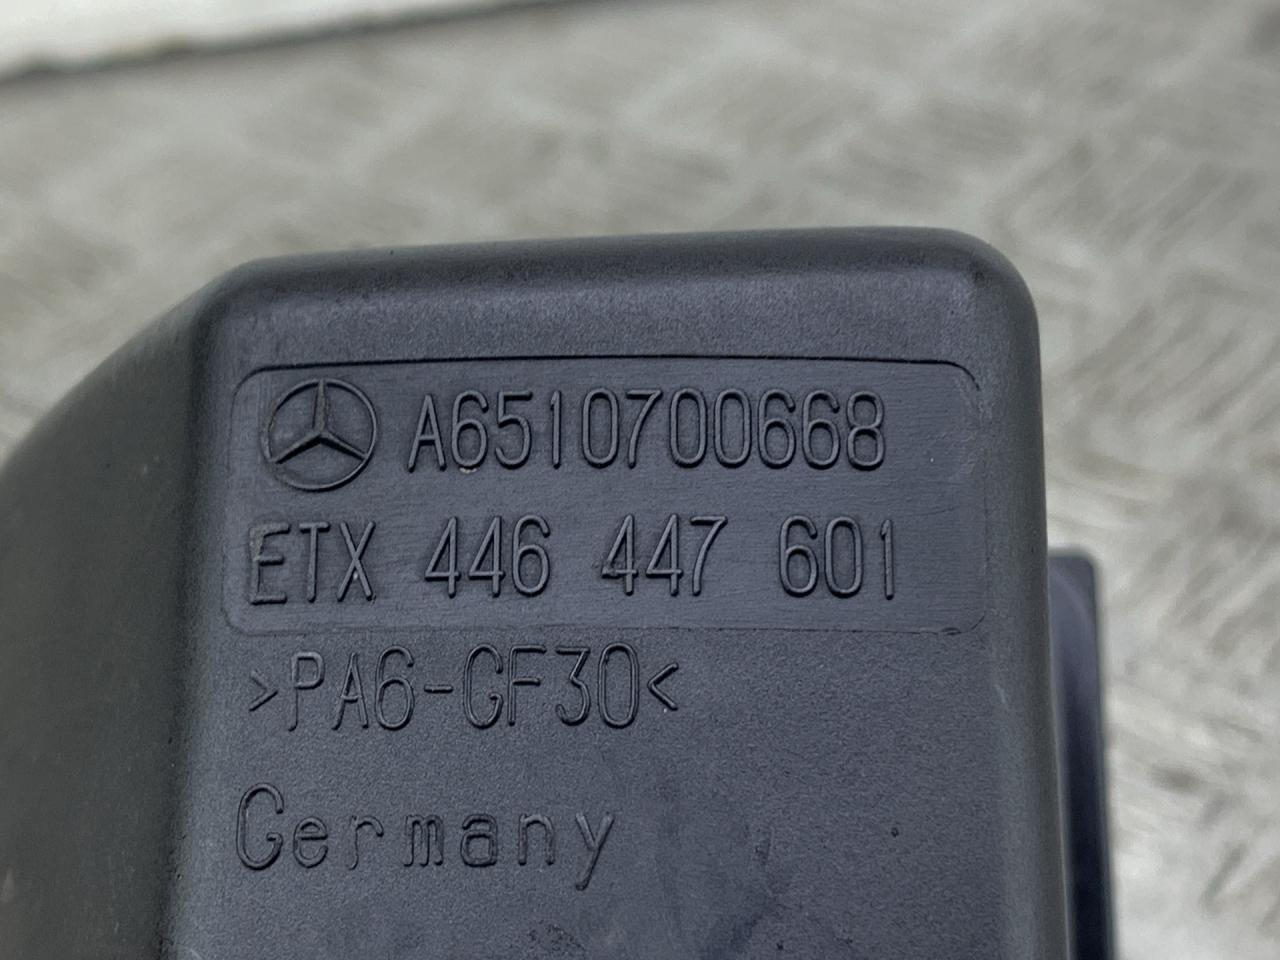 A6510700668
ETX 446 447 601
>PA6-GF30<
Germany